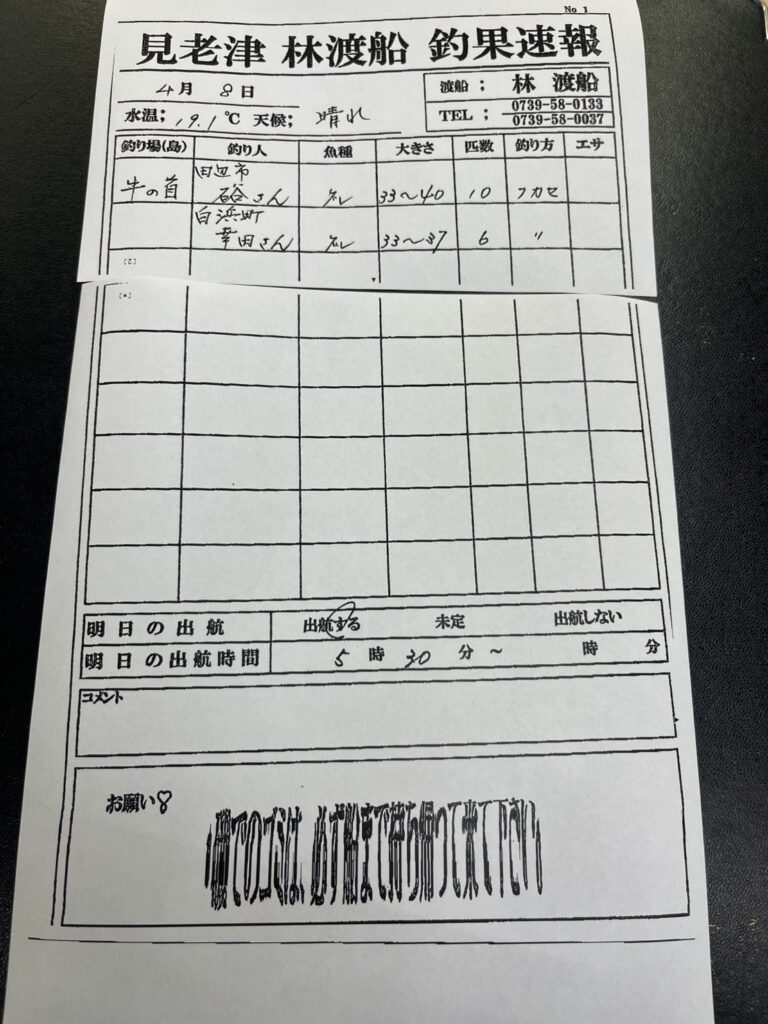 No 1
見老津 林渡船 釣果速報
4月 8日
渡船； 林 渡船
水温；19.1℃ 天候；晴れ
TEL； 0739-58-0133
0739-58-0037
釣り場(島) 釣り人 魚種 大きさ 匹数 釣り方 エサ
田辺市
牛の首 さん グレ 33〜40 10 フカセ
白浜町
幸田さん グレ 33〜37 6 〃
[2]
[*]
明日の出航 出航する 未定 出航しない
明日の出航時間 5時30分〜 時 分
コメント
お願い♡
磯でのゴミは、必ず船まで持ち帰って来て下さい